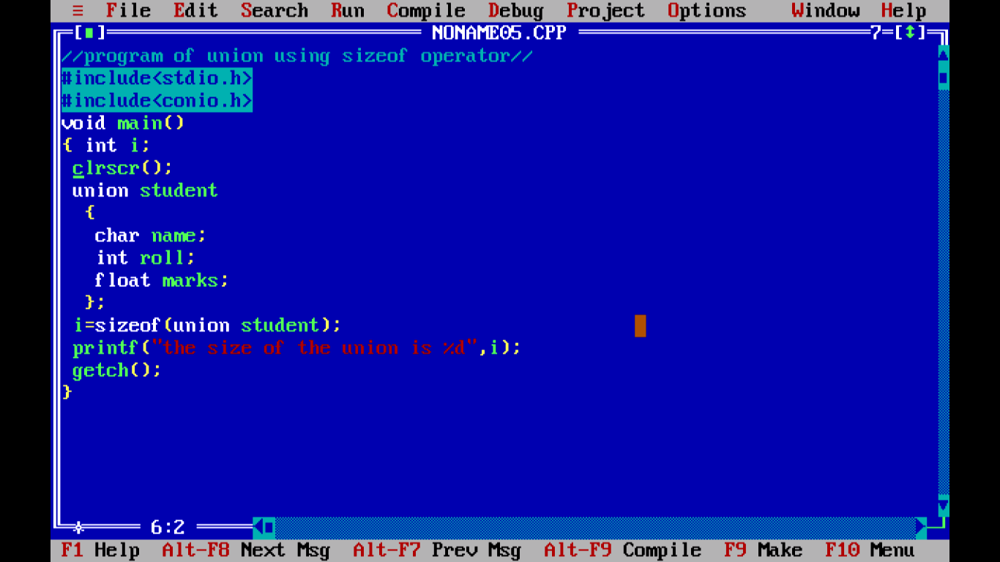 ≡ File Edit Search Run Compile Debug Project Options Window Help
[■] NONAME05.CPP 7=[↕]
//program of union using sizeof operator//
#include<stdio.h>
#include<conio.h>
void main()
{ int i;
clrscr();
union student
{
char name;
int roll;
float marks;
};
i=sizeof(union student);
printf("the size of the union is %d",i);
getch();
}
6:2
F1 Help Alt-F8 Next Msg Alt-F7 Prev Msg Alt-F9 Compile F9 Make F10 Menu